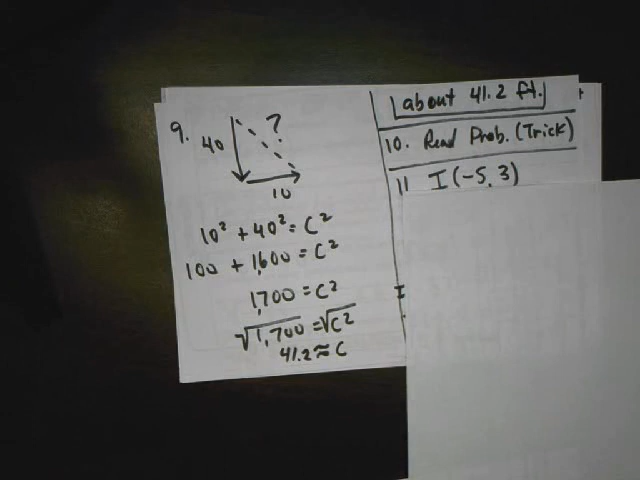 9.
40
?
10
10² + 40² = C²
100 + 1,600 = C²
1,700 = C²
√1,700 = √C²
41.2 ≈ C
about 41.2 ft.
10. Read Prob. (Trick)
11 I (-5, 3)
I